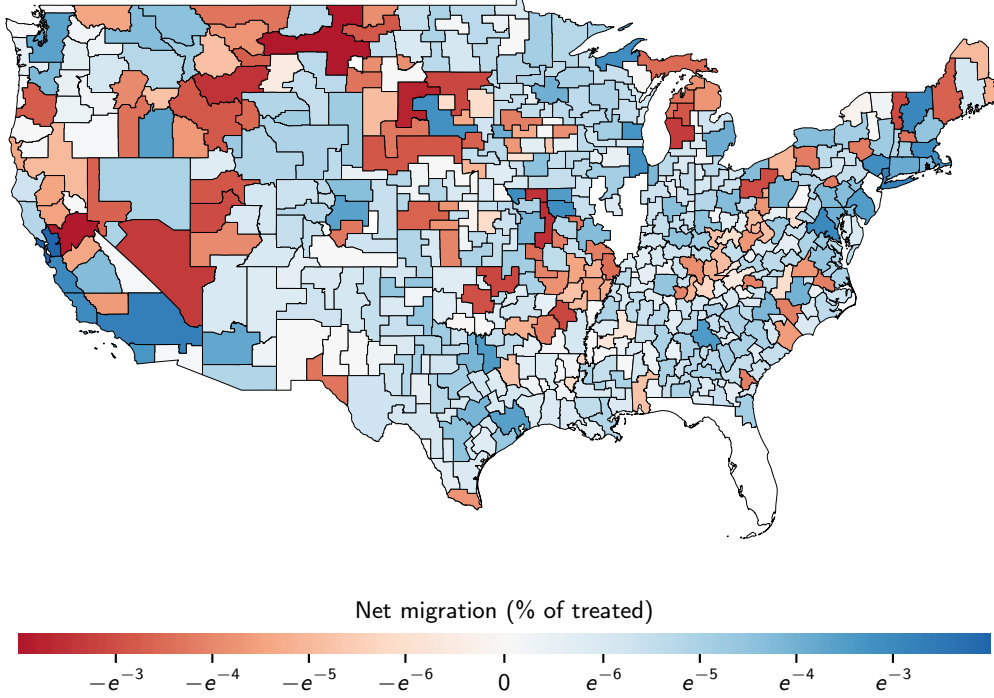 Net migration (% of treated)
−e⁻³ −e⁻⁴ −e⁻⁵ −e⁻⁶ 0 e⁻⁶ e⁻⁵ e⁻⁴ e⁻³